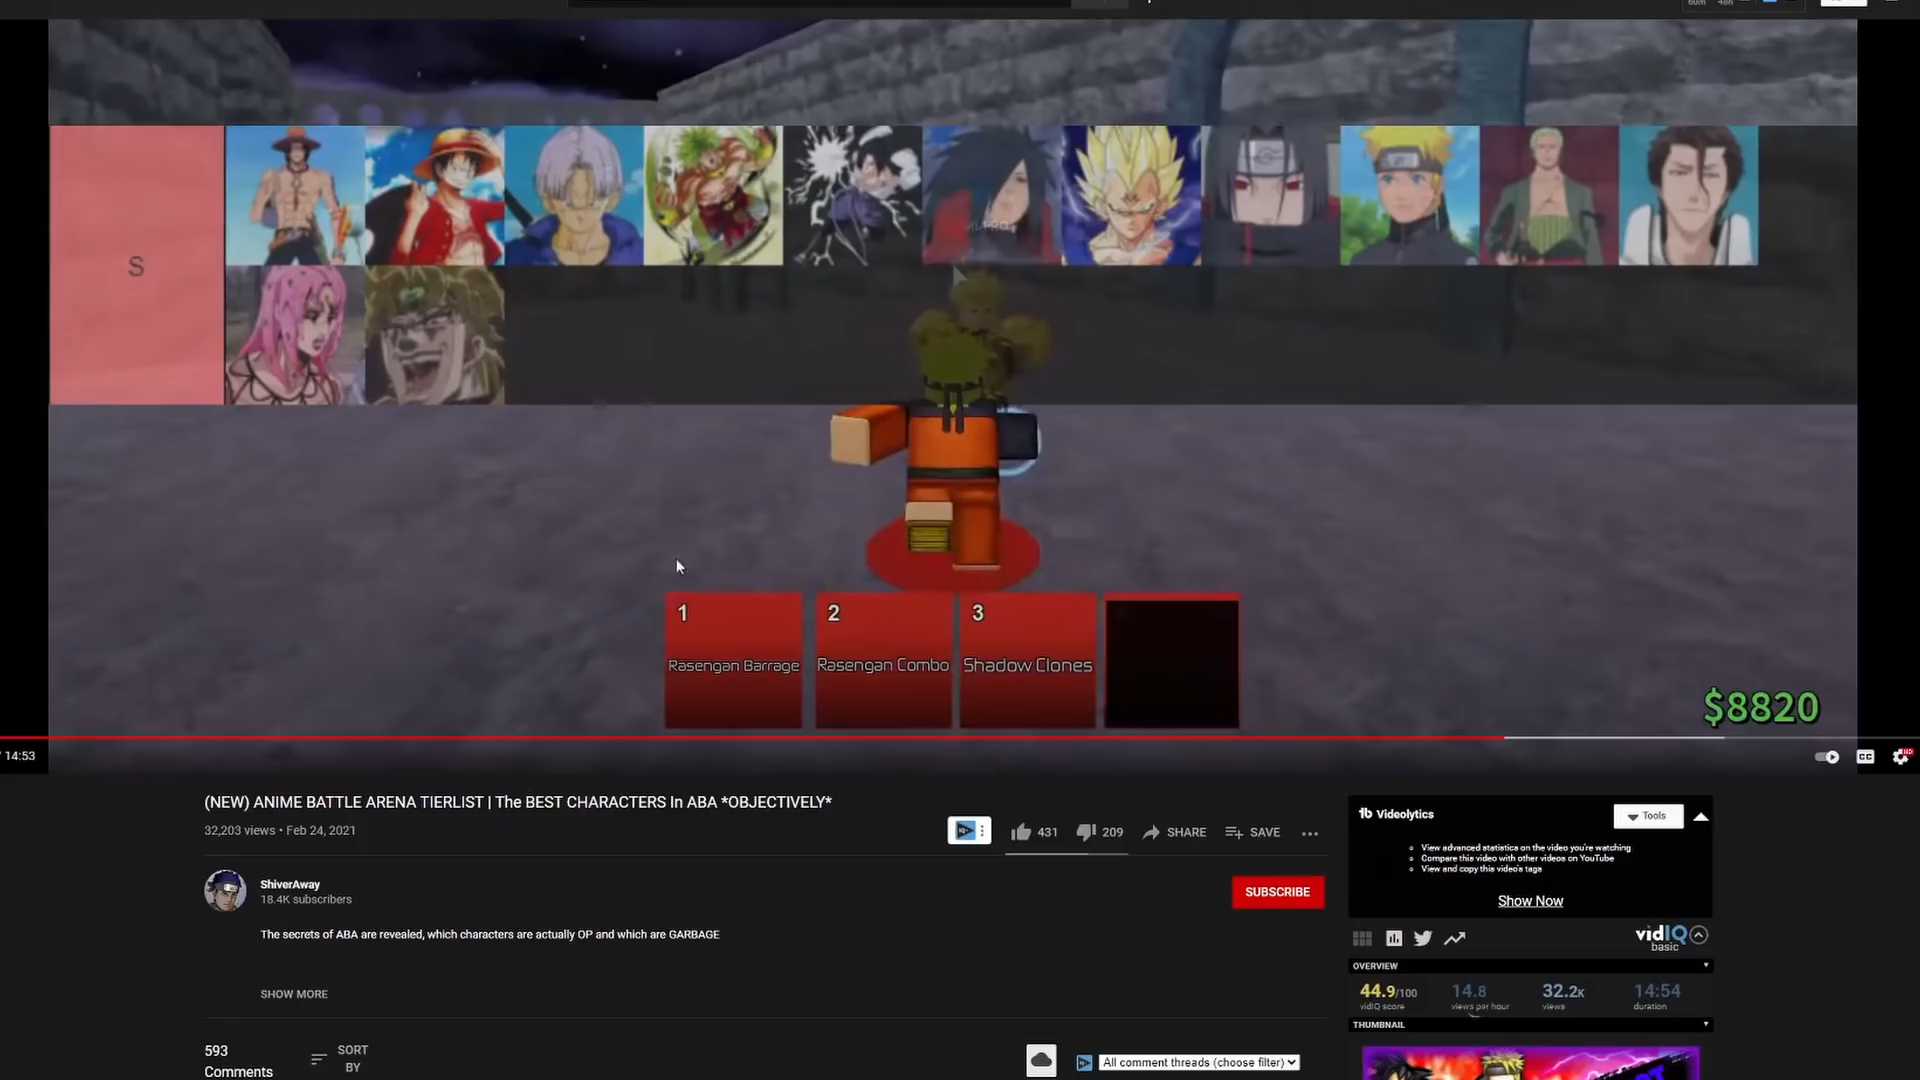 60m 48h
S
1 2 3
Rasengan Barrage Rasengan Combo Shadow Clones
$8820
/ 14:53
CC HD
(NEW) ANIME BATTLE ARENA TIERLIST | The BEST CHARACTERS In ABA *OBJECTIVELY*
32,203 views • Feb 24, 2021
431 209 SHARE SAVE
ShiverAway
18.4K subscribers
SUBSCRIBE
The secrets of ABA are revealed, which characters are actually OP and which are GARBAGE
SHOW MORE
593
Comments
SORT
BY
All comment threads (choose filter)
tb Videolytics
Tools
View advanced statistics on the video you're watching
Compare this video with other videos on YouTube
View and copy this video's tags
Show Now
vidIQ
basic
OVERVIEW
44.9/100 14.8 32.2K 14:54
vidIQ score views per hour views duration
THUMBNAIL